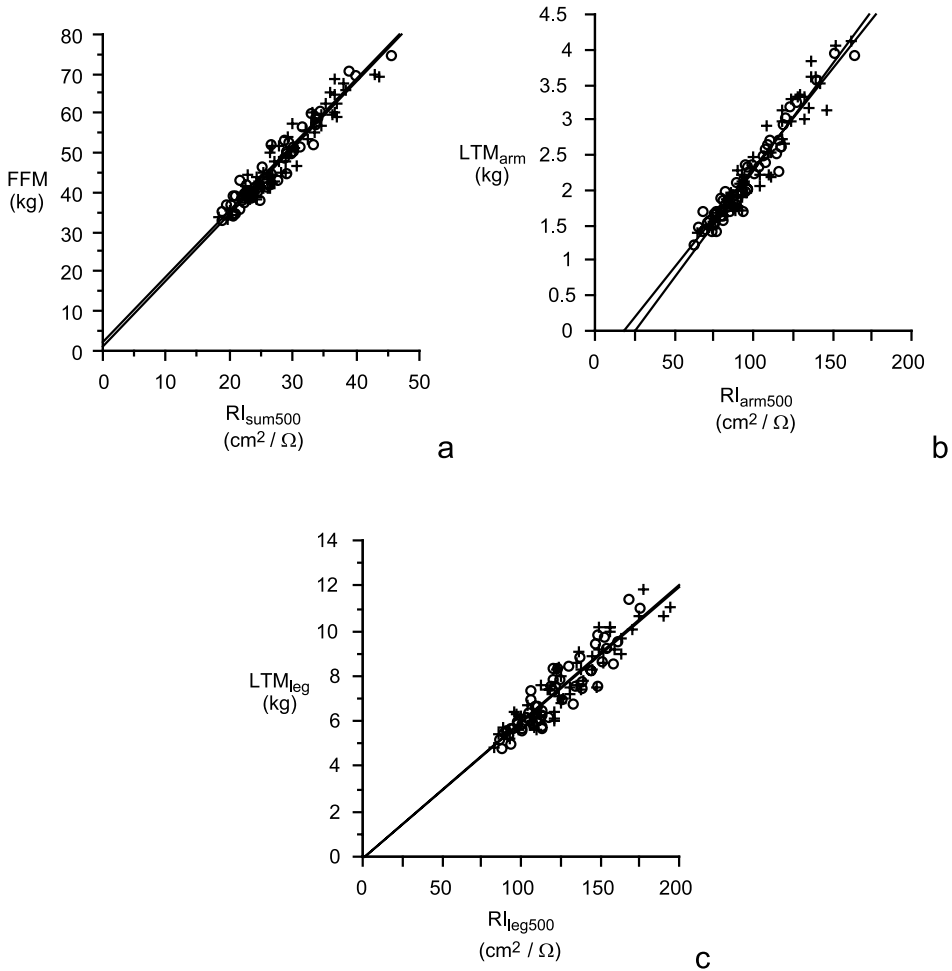 80
70
60
50
40
30
20
10
0
FFM
(kg)
0 10 20 30 40 50
RIsum500
(cm² / Ω)
a
4.5
4
3.5
3
2.5
2
1.5
1
0.5
0
LTMarm
(kg)
0 50 100 150 200
RIarm500
(cm² / Ω)
b
14
12
10
8
6
4
2
0
LTMleg
(kg)
0 50 100 150 200
RIleg500
(cm² / Ω)
c